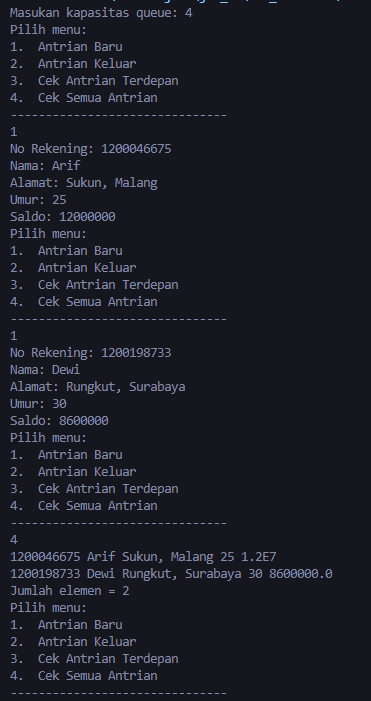 Masukan kapasitas queue: 4
Pilih menu:
1.  Antrian Baru
2.  Antrian Keluar
3.  Cek Antrian Terdepan
4.  Cek Semua Antrian
-------------------------------
1
No Rekening: 1200046675
Nama: Arif
Alamat: Sukun, Malang
Umur: 25
Saldo: 12000000
Pilih menu:
1.  Antrian Baru
2.  Antrian Keluar
3.  Cek Antrian Terdepan
4.  Cek Semua Antrian
-------------------------------
1
No Rekening: 1200198733
Nama: Dewi
Alamat: Rungkut, Surabaya
Umur: 30
Saldo: 8600000
Pilih menu:
1.  Antrian Baru
2.  Antrian Keluar
3.  Cek Antrian Terdepan
4.  Cek Semua Antrian
-------------------------------
4
1200046675 Arif Sukun, Malang 25 1.2E7
1200198733 Dewi Rungkut, Surabaya 30 8600000.0
Jumlah elemen = 2
Pilih menu:
1.  Antrian Baru
2.  Antrian Keluar
3.  Cek Antrian Terdepan
4.  Cek Semua Antrian
-------------------------------